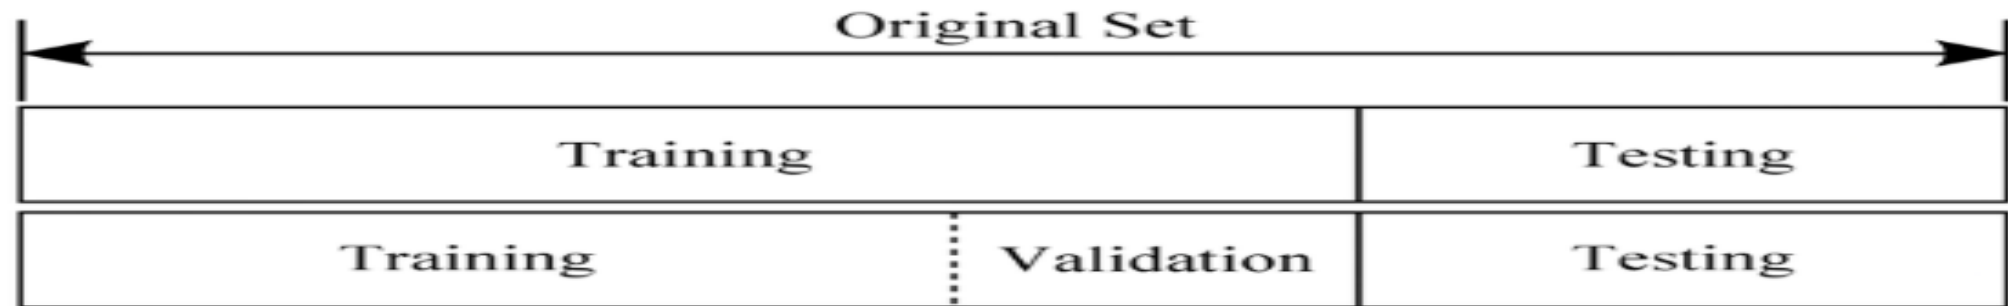 Original Set
Training Testing
Training Validation Testing